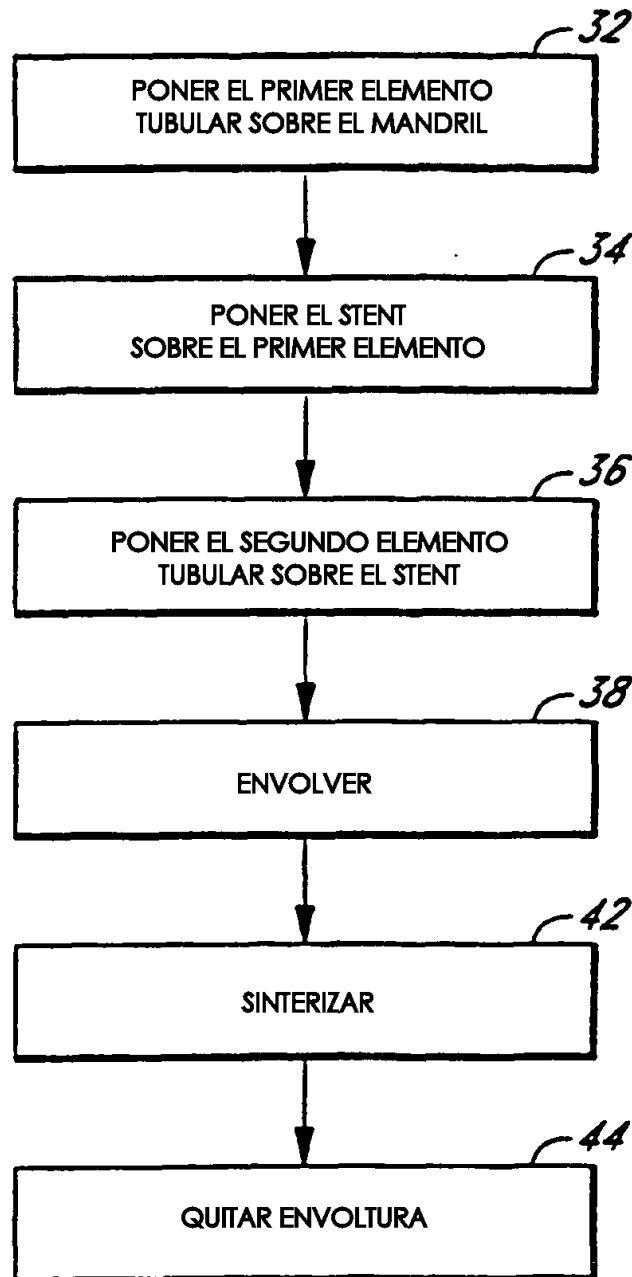 32
PONER EL PRIMER ELEMENTO
TUBULAR SOBRE EL MANDRIL
34
PONER EL STENT
SOBRE EL PRIMER ELEMENTO
36
PONER EL SEGUNDO ELEMENTO
TUBULAR SOBRE EL STENT
38
ENVOLVER
42
SINTERIZAR
44
QUITAR ENVOLTURA